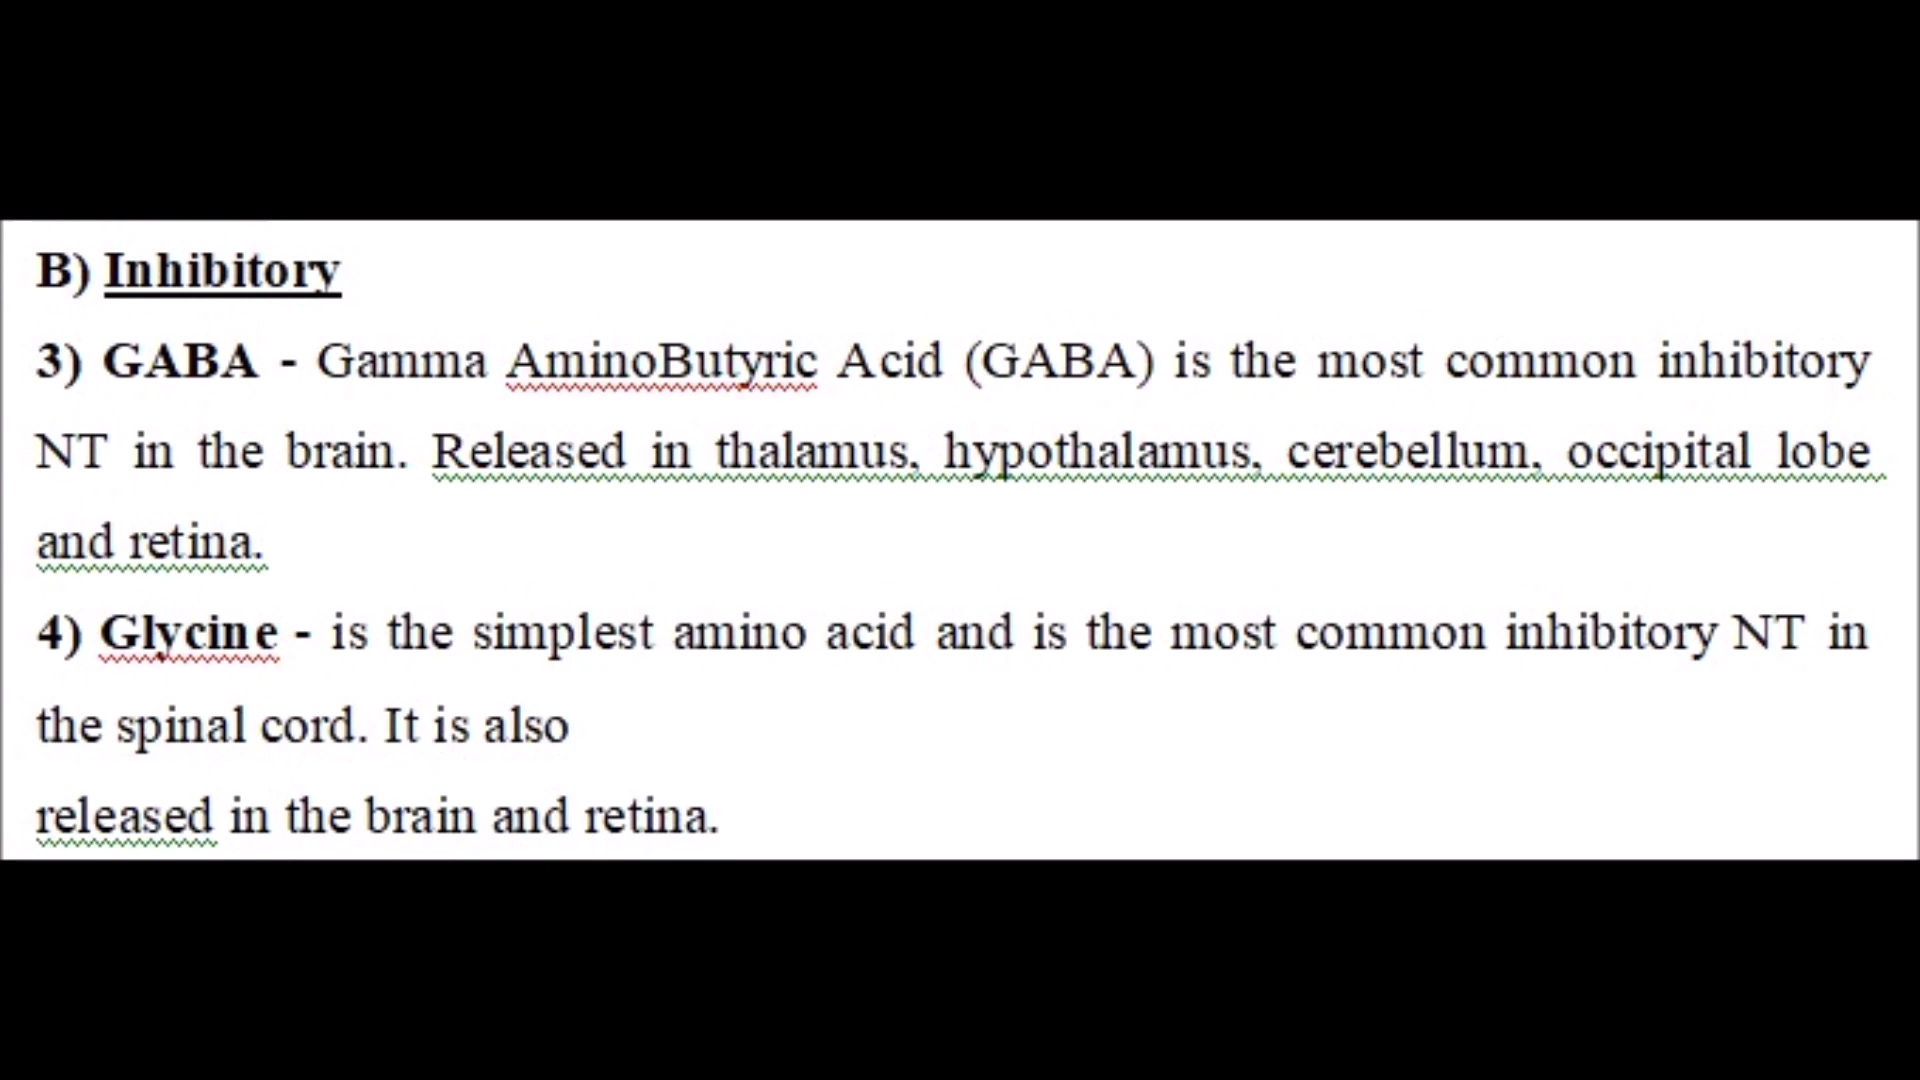 B) Inhibitory
3) GABA - Gamma AminoButyric Acid (GABA) is the most common inhibitory
NT in the brain. Released in thalamus, hypothalamus, cerebellum, occipital lobe
and retina.
4) Glycine - is the simplest amino acid and is the most common inhibitory NT in
the spinal cord. It is also
released in the brain and retina.